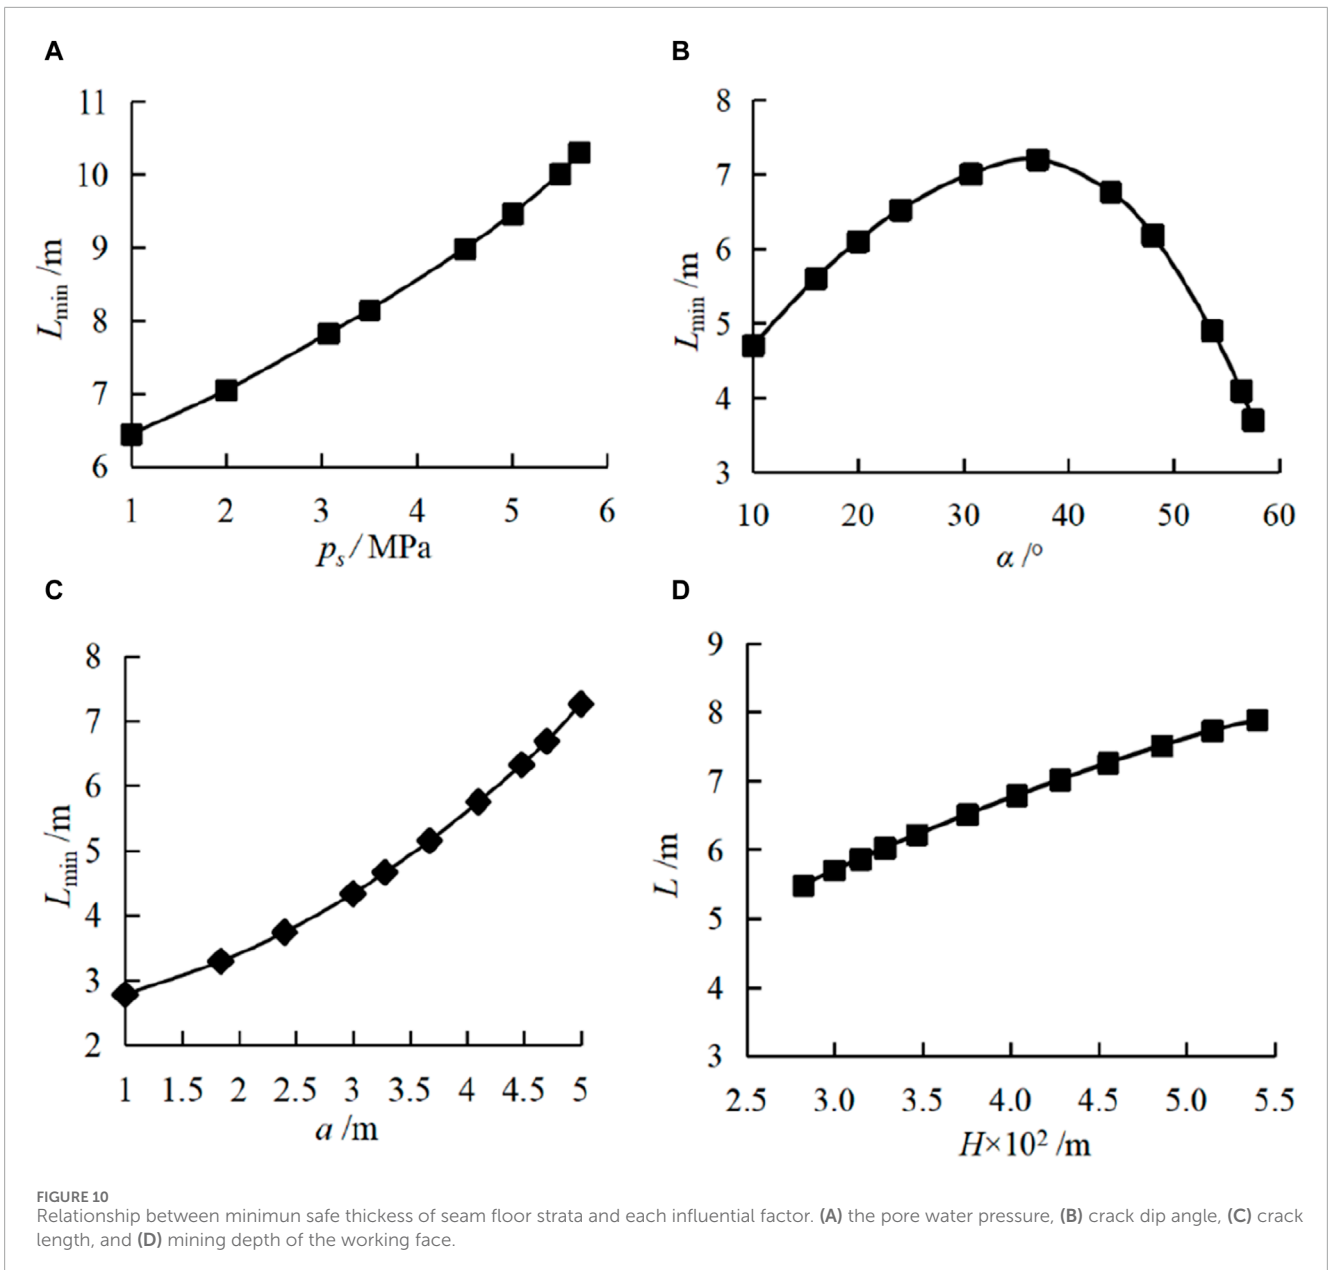 A
11
10
9
8
7
6
L_min /m
1 2 3 4 5 6
p_s / MPa
B
8
7
6
5
4
3
L_min /m
10 20 30 40 50 60
α /°
C
8
7
6
5
4
3
2
L_min /m
1 1.5 2 2.5 3 3.5 4 4.5 5
a /m
D
9
8
7
6
5
4
3
L /m
2.5 3.0 3.5 4.0 4.5 5.0 5.5
H×10² /m
FIGURE 10
Relationship between minimun safe thickess of seam floor strata and each influential factor. (A) the pore water pressure, (B) crack dip angle, (C) crack
length, and (D) mining depth of the working face.